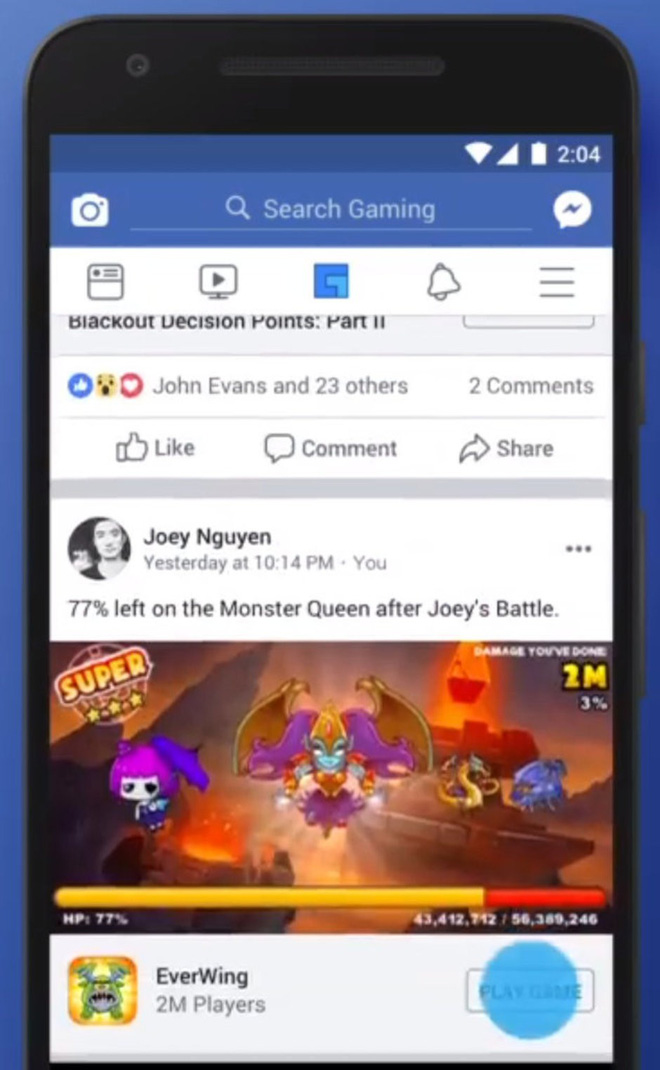 2:04
Search Gaming
Blackout Decision Points: Part II
John Evans and 23 others 2 Comments
Like Comment Share
Joey Nguyen
Yesterday at 10:14 PM · You
77% left on the Monster Queen after Joey's Battle.
SUPER
DAMAGE YOU'VE DONE:
2M
3%
HP: 77% 43,412,712 / 56,389,246
EverWing
2M Players
PLAY GAME